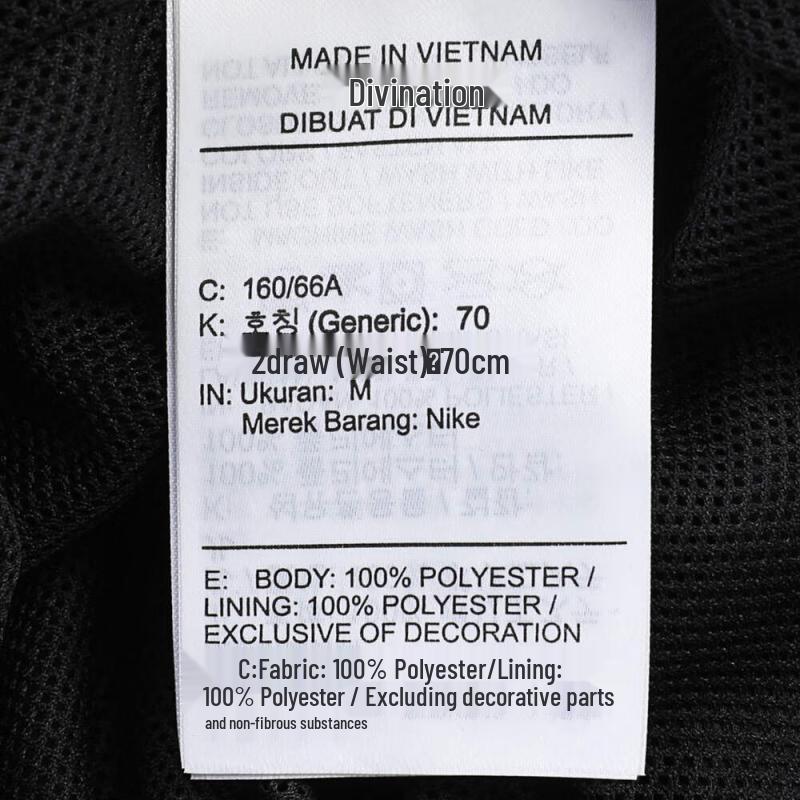 MADE IN VIETNAM
Divination
DIBUAT DI VIETNAM
C: 160/66A
K: 호칭 (Generic): 70
2draw (Waist) 70cm
IN: Ukuran: M
Merek Barang: Nike
E: BODY: 100% POLYESTER /
LINING: 100% POLYESTER /
EXCLUSIVE OF DECORATION
C:Fabric: 100% Polyester/Lining:
100% Polyester / Excluding decorative parts
and non-fibrous substances